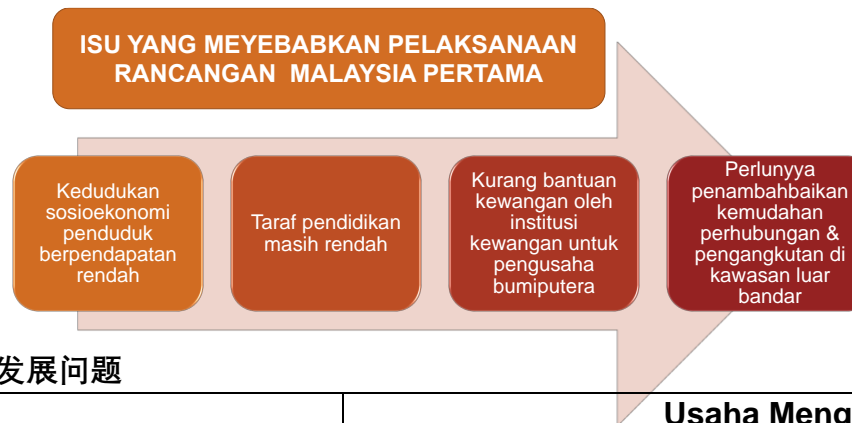 ISU YANG MEYEBABKAN PELAKSANAAN
RANCANGAN MALAYSIA PERTAMA
Kedudukan
sosioekonomi
penduduk
berpendapatan
rendah
Taraf pendidikan
masih rendah
Kurang bantuan
kewangan oleh
institusi
kewangan untuk
pengusaha
bumiputera
Perlunyya
penambahbaikan
kemudahan
perhubungan &
pengangkutan di
kawasan luar
bandar
发展问题
Usaha Meng